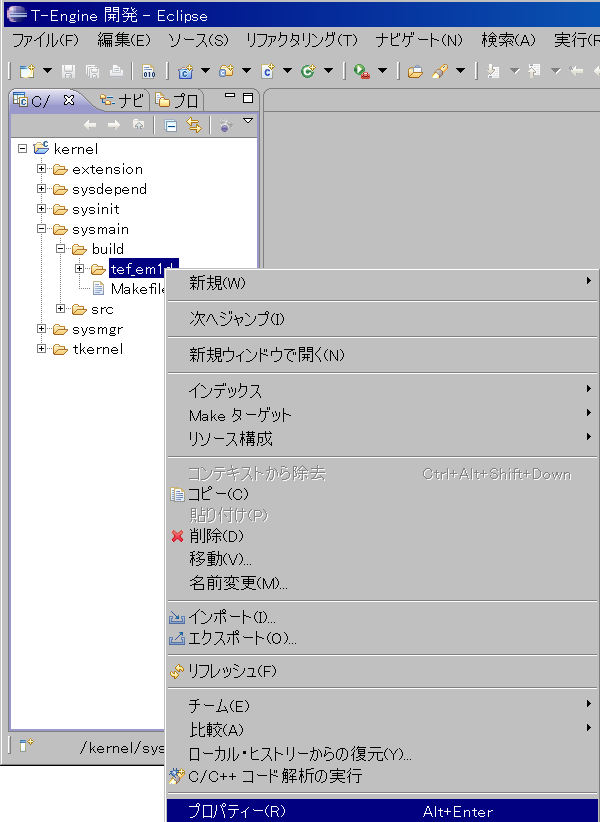 T-Engine 開発 - Eclipse
ファイル(F) 編集(E) ソース(S) リファクタリング(T) ナビゲート(N) 検索(A) 実行(R
C/ ナビ プロ
kernel
extension
sysdepend
sysinit
sysmain
build
tef_em1d
Makefile
src
sysmgr
tkernel
新規(W)
次へジャンプ(I)
新規ウィンドウで開く(N)
インデックス
Make ターゲット
リソース構成
コンテキストから除去 Ctrl+Alt+Shift+Down
コピー(C)
貼り付け(P)
削除(D)
移動(V)...
名前変更(M)...
インポート(I)...
エクスポート(O)...
リフレッシュ(F)
チーム(E)
比較(A)
ローカル・ヒストリーからの復元(Y)...
C/C++ コード解析の実行
/kernel/sys
プロパティー(R) Alt+Enter